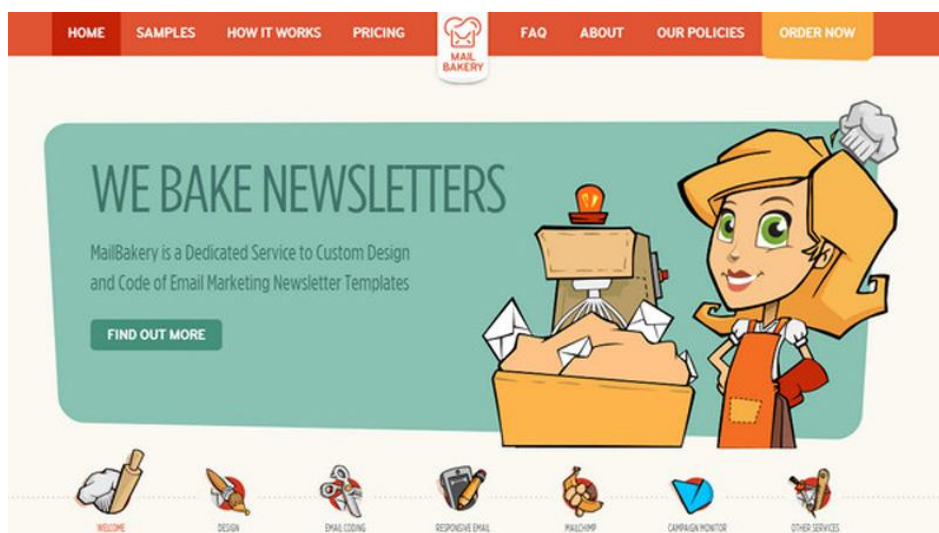 HOME SAMPLES HOW IT WORKS PRICING MAIL BAKERY FAQ ABOUT OUR POLICIES ORDER NOW
WE BAKE NEWSLETTERS
MailBakery is a Dedicated Service to Custom Design
and Code of Email Marketing Newsletter Templates
FIND OUT MORE
WELCOME DESIGN EMAIL CODING RESPONSIVE EMAIL MAILCHIMP CAMPAIGN MONITOR OTHER SERVICES